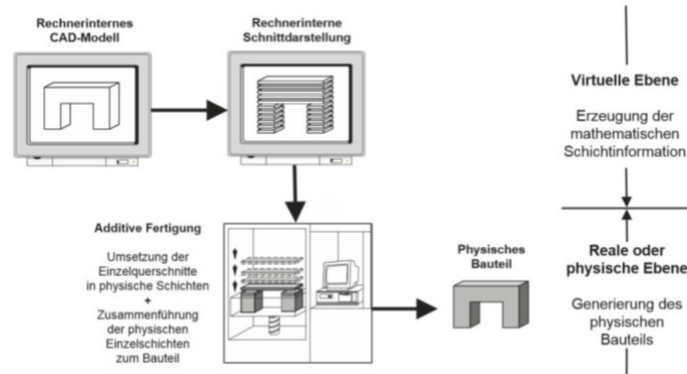 Rechnerinternes
CAD-Modell
Rechnerinterne
Schnittdarstellung
Virtuelle Ebene
Erzeugung der
mathematischen
Schichtinformation
Additive Fertigung
Umsetzung der
Einzelquerschnitte
in physische Schichten
+
Zusammenführung
der physischen
Einzelschichten
zum Bauteil
Physisches
Bauteil
Reale oder
physische Ebene
Generierung des
physischen
Bauteils